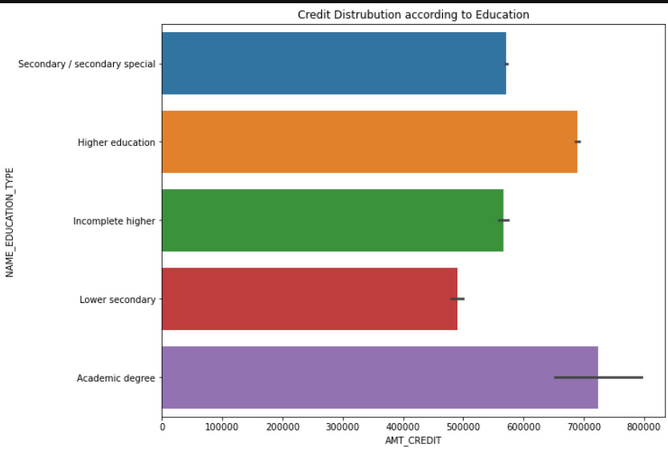 Credit Distrubution according to Education
NAME_EDUCATION_TYPE
Secondary / secondary special
Higher education
Incomplete higher
Lower secondary
Academic degree
0 100000 200000 300000 400000 500000 600000 700000 800000
AMT_CREDIT